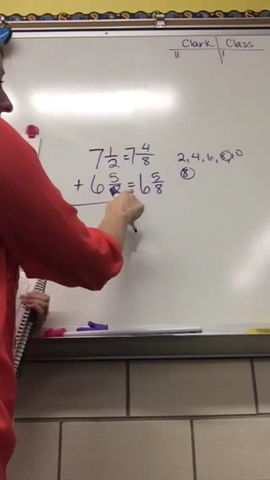 Clark Class
11 1
7 1/2 = 7 4/8
2, 4, 6, 8, 10
+ 6 5/8 = 6 5/8
8